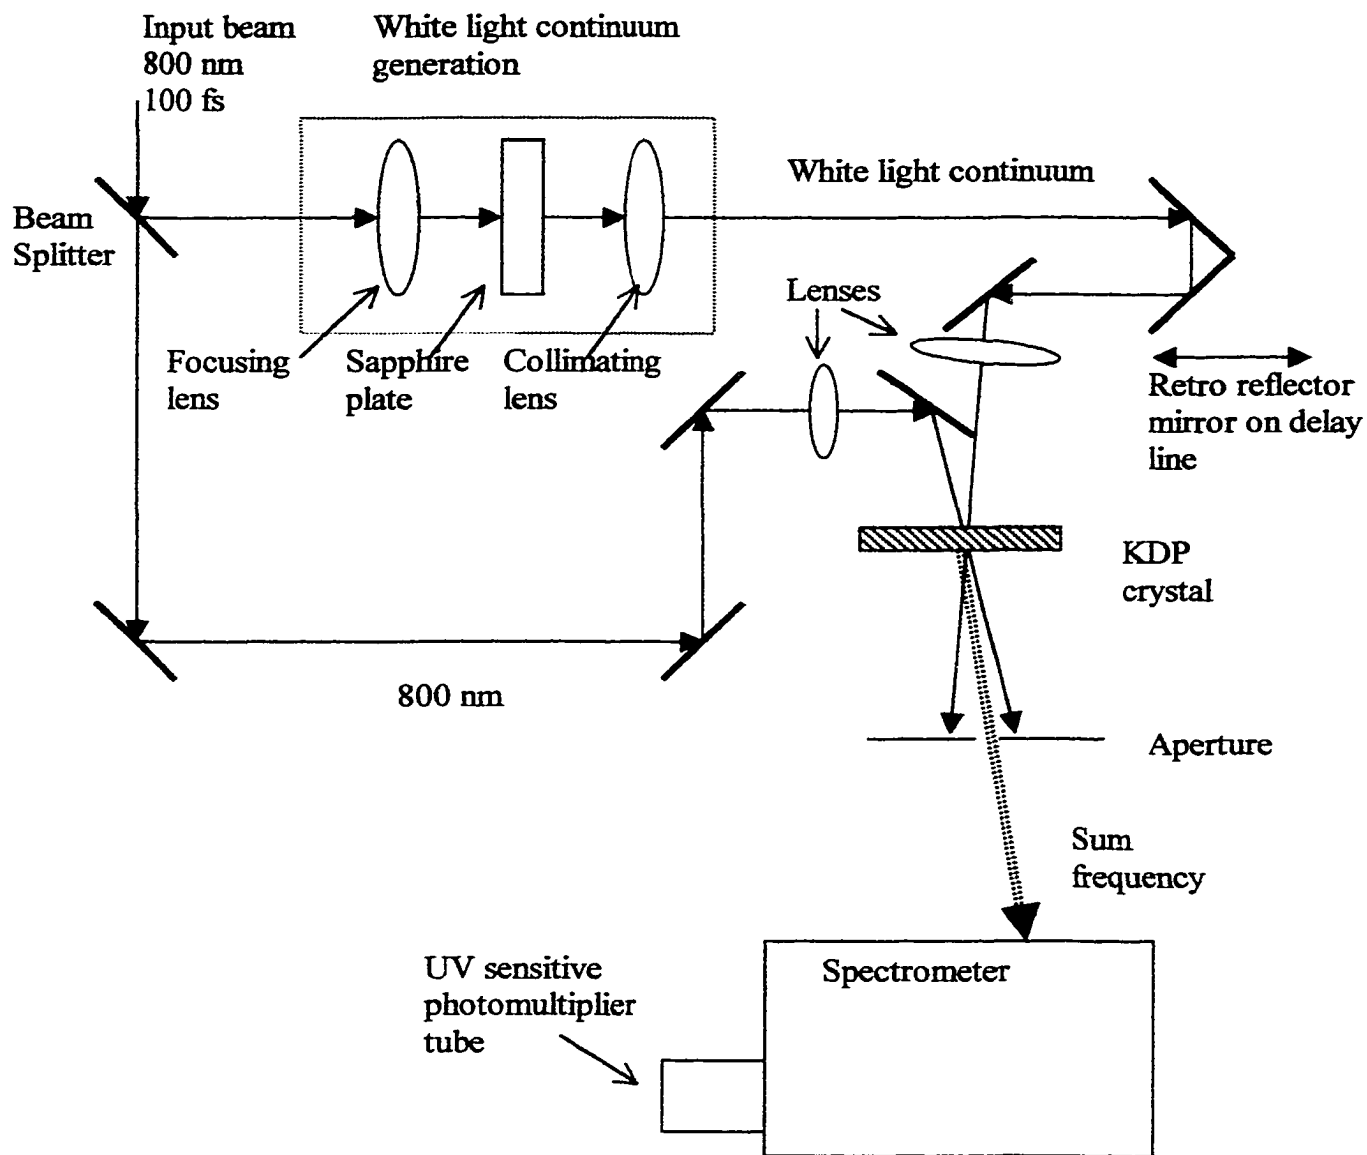 Input beam
800 nm
100 fs
White light continuum
generation
White light continuum
Beam
Splitter
Lenses
Focusing
lens
Sapphire
plate
Collimating
lens
Retro reflector
mirror on delay
line
KDP
crystal
800 nm
Aperture
Sum
frequency
UV sensitive
photomultiplier
tube
Spectrometer